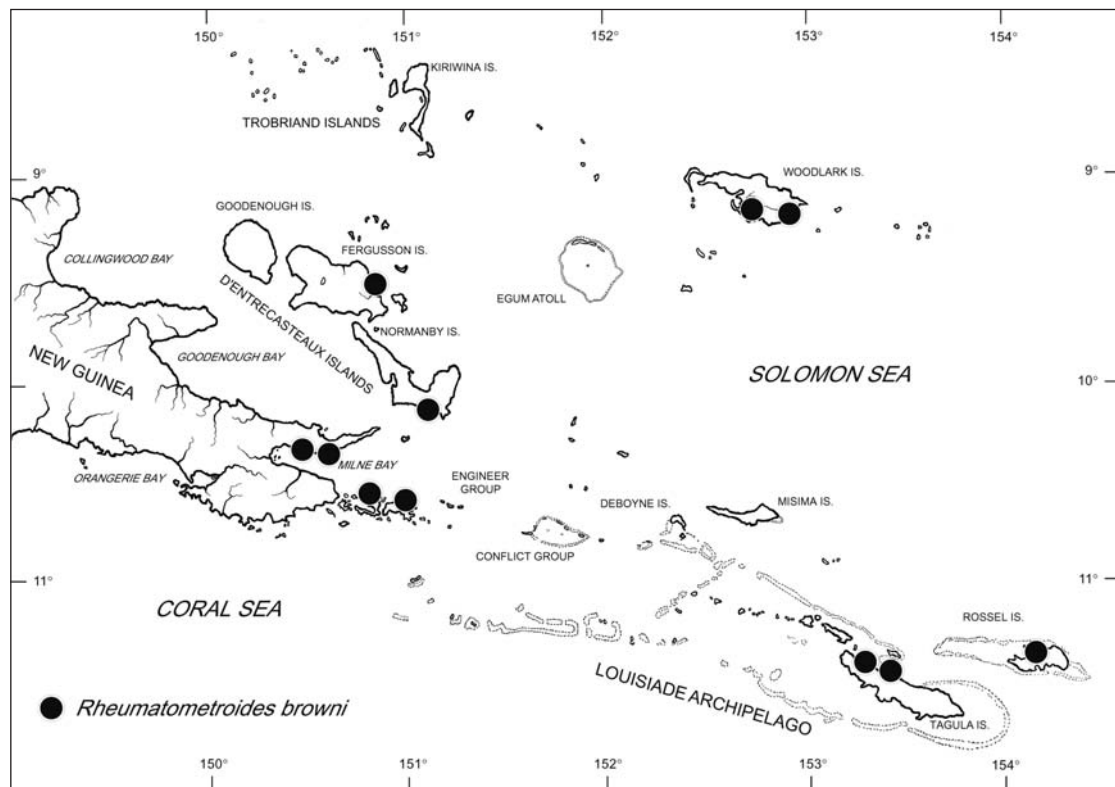 150° 151° 152° 153° 154°
KIRIWINA IS.
TROBRIAND ISLANDS
9° 9°
WOODLARK IS.
GOODENOUGH IS.
FERGUSSON IS.
COLLINGWOOD BAY
EGUM ATOLL
D'ENTRECASTEAUX ISLANDS
NORMANBY IS.
GOODENOUGH BAY
NEW GUINEA
SOLOMON SEA
10°
MILNE BAY
ORANGERIE BAY
ENGINEER
GROUP
DEBOYNE IS.
MISIMA IS.
CONFLICT GROUP
11° 11°
CORAL SEA
ROSSEL IS.
LOUISIADE ARCHIPELAGO
TAGULA IS.
Rheumatometroides browni
150° 151° 152° 153° 154°